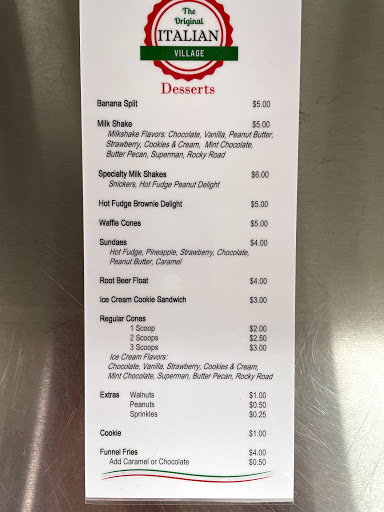 The
Original
ITALIAN
VILLAGE
Desserts
Banana Split $5.00
Milk Shake $5.00
Milkshake Flavors: Chocolate, Vanilla, Peanut Butter,
Strawberry, Cookies & Cream, Mint Chocolate,
Butter Pecan, Superman, Rocky Road
Specialty Milk Shakes $6.00
Snickers, Hot Fudge Peanut Delight
Hot Fudge Brownie Delight $5.00
Waffle Cones $5.00
Sundaes $4.00
Hot Fudge, Pineapple, Strawberry, Chocolate,
Peanut Butter, Caramel
Root Beer Float $4.00
Ice Cream Cookie Sandwich $3.00
Regular Cones
1 Scoop $2.00
2 Scoops $2.50
3 Scoops $3.00
Ice Cream Flavors:
Chocolate, Vanilla, Strawberry, Cookies & Cream,
Mint Chocolate, Superman, Butter Pecan, Rocky Road
Extras Walnuts $1.00
Peanuts $0.50
Sprinkles $0.25
Cookie $1.00
Funnel Fries $4.00
Add Caramel or Chocolate $0.50